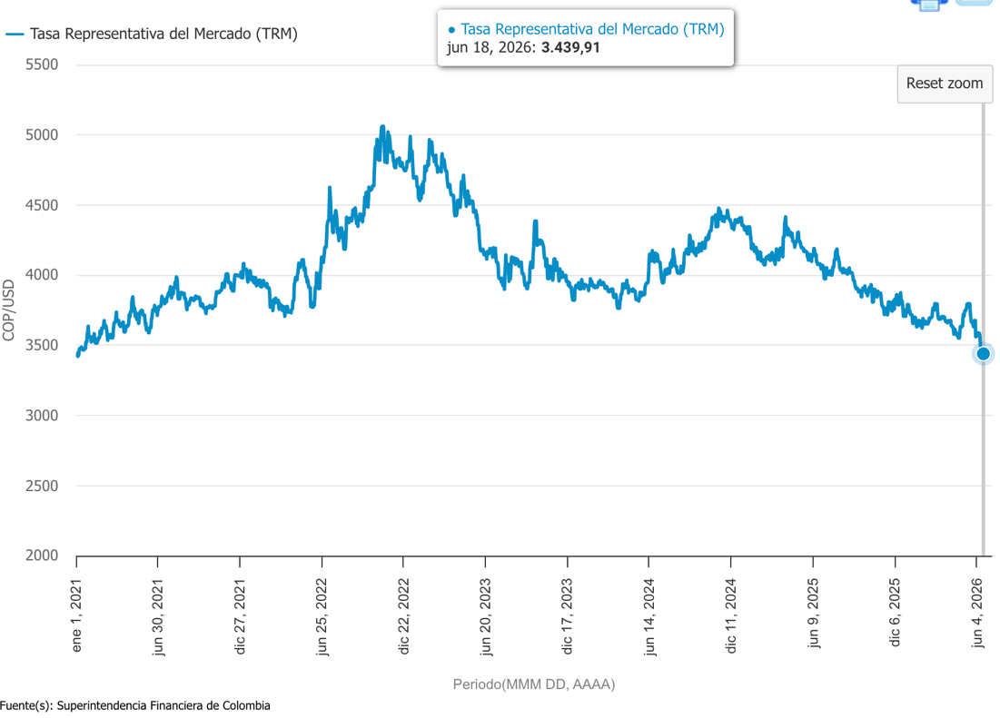 Tasa Representativa del Mercado (TRM)
Tasa Representativa del Mercado (TRM)
jun 18, 2026: 3.439,91
Reset zoom
5500
5000
4500
4000
3500
3000
2500
2000
COP/USD
ene 1, 2021
jun 30, 2021
dic 27, 2021
jun 25, 2022
dic 22, 2022
jun 20, 2023
dic 17, 2023
jun 14, 2024
dic 11, 2024
jun 9, 2025
dic 6, 2025
jun 4, 2026
Periodo(MMM DD, AAAA)
Fuente(s): Superintendencia Financiera de Colombia